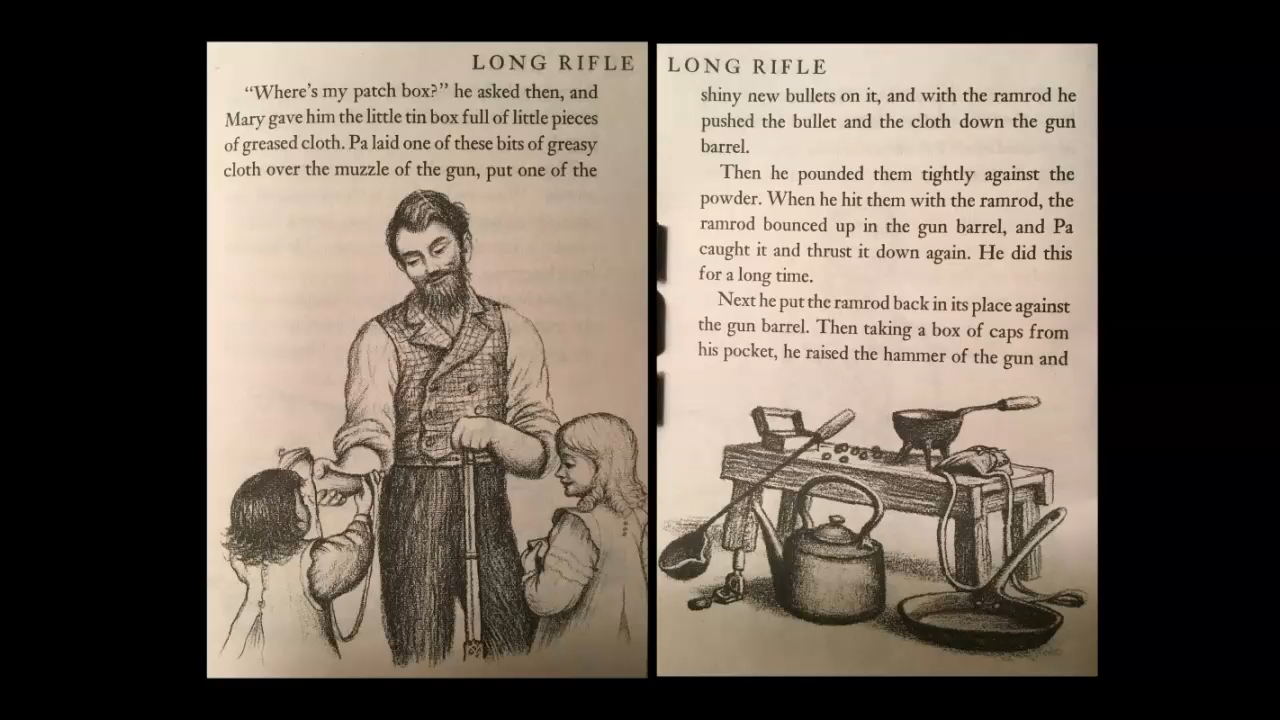 LONG RIFLE
“Where’s my patch box?” he asked then, and
Mary gave him the little tin box full of little pieces
of greased cloth. Pa laid one of these bits of greasy
cloth over the muzzle of the gun, put one of the
LONG RIFLE
shiny new bullets on it, and with the ramrod he
pushed the bullet and the cloth down the gun
barrel.
Then he pounded them tightly against the
powder. When he hit them with the ramrod, the
ramrod bounced up in the gun barrel, and Pa
caught it and thrust it down again. He did this
for a long time.
Next he put the ramrod back in its place against
the gun barrel. Then taking a box of caps from
his pocket, he raised the hammer of the gun and